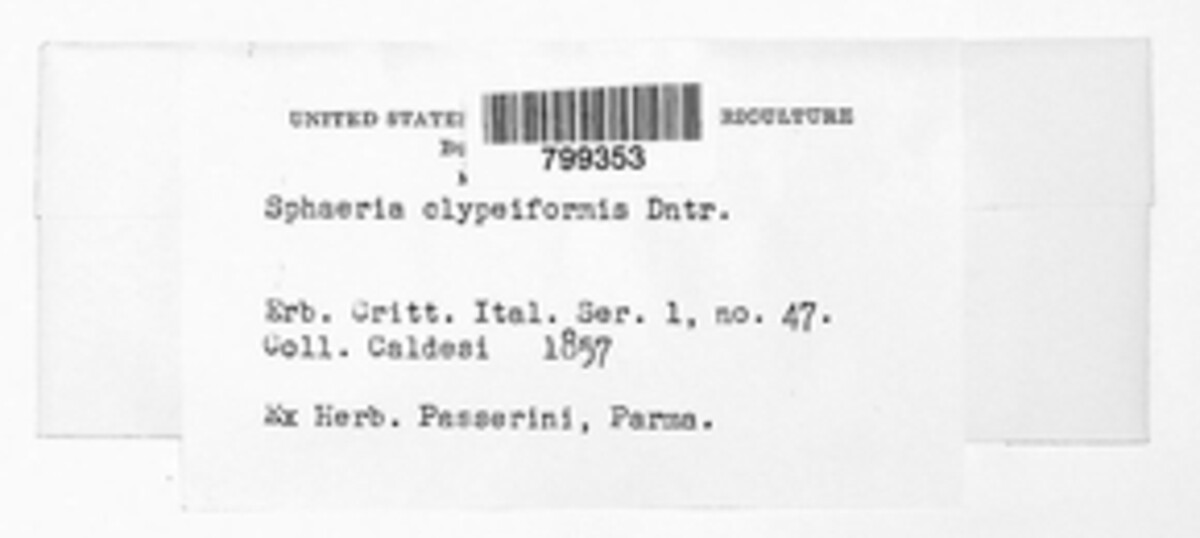 UNITED STATES RICULTURE
799353
Sphaeria clypeiformis Dntr.
Erb. Critt. Ital. Ser. 1, no. 47.
Coll. Caldesi 1857
Ex Herb. Passerini, Parma.